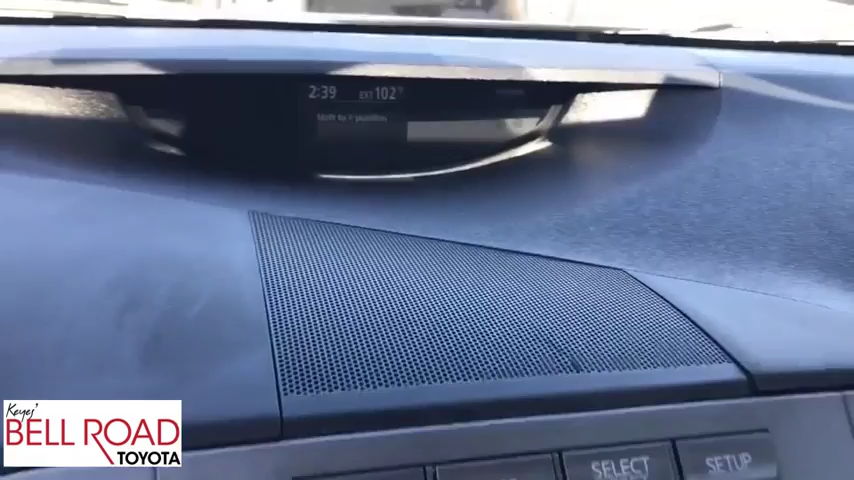 2:39 EXT 102°
Shift to P position
SELECT SETUP
Keyes'
BELL ROAD
TOYOTA